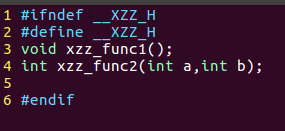 1 #ifndef __XZZ_H
2 #define __XZZ_H
3 void xzz_func1();
4 int xzz_func2(int a,int b);
5
6 #endif